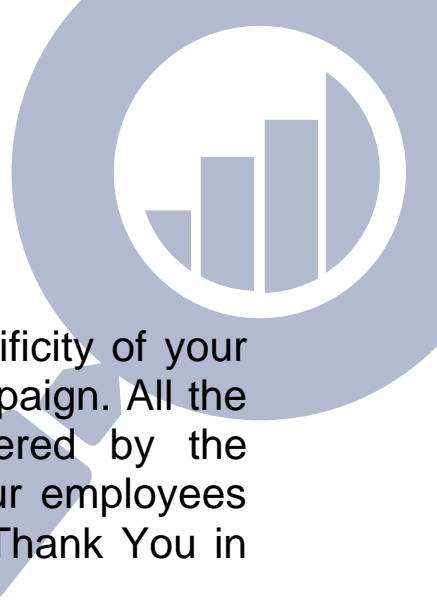 ificity of your
paign. All the
ered by the
ur employees
Thank You in